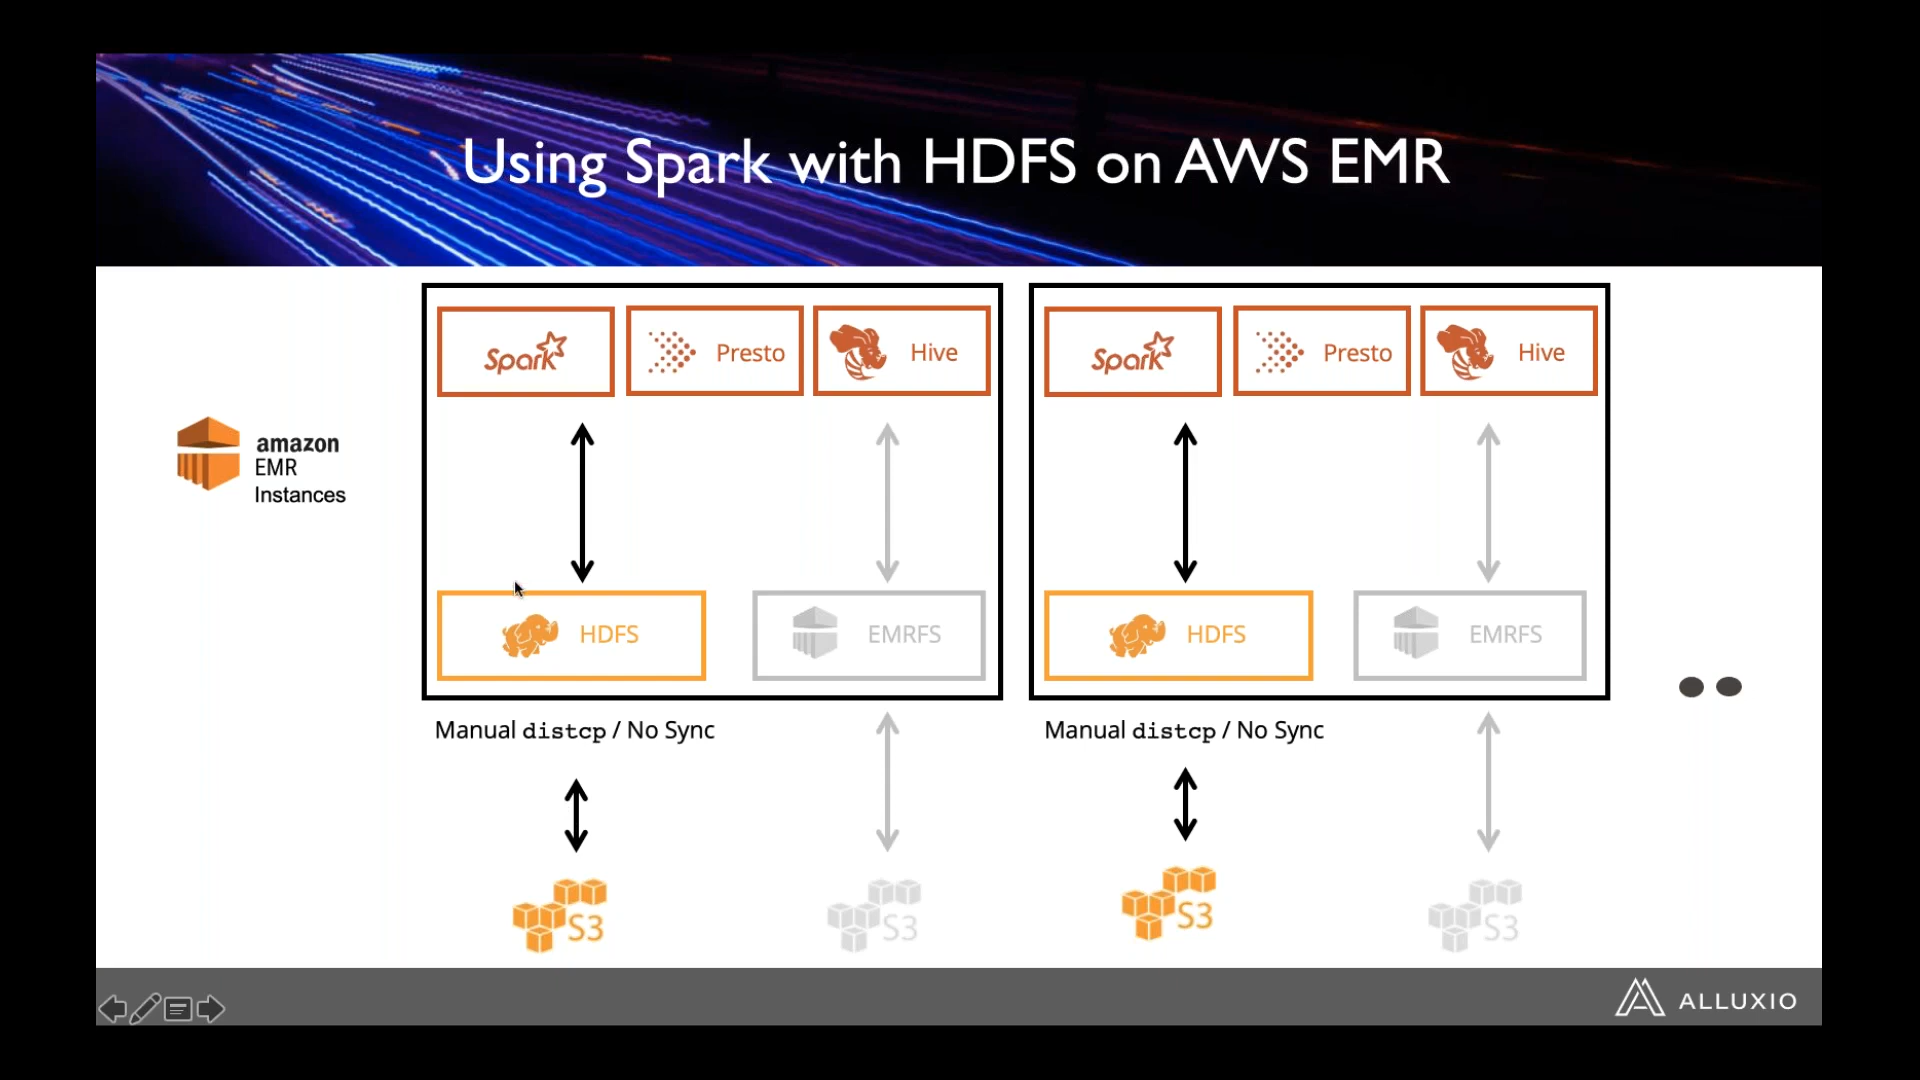 Using Spark with HDFS on AWS EMR
Spark
Presto
Hive
Spark
Presto
Hive
amazon
EMR
Instances
HDFS
EMRFS
HDFS
EMRFS
Manual distcp / No Sync
Manual distcp / No Sync
S3
S3
S3
S3
ALLUXIO